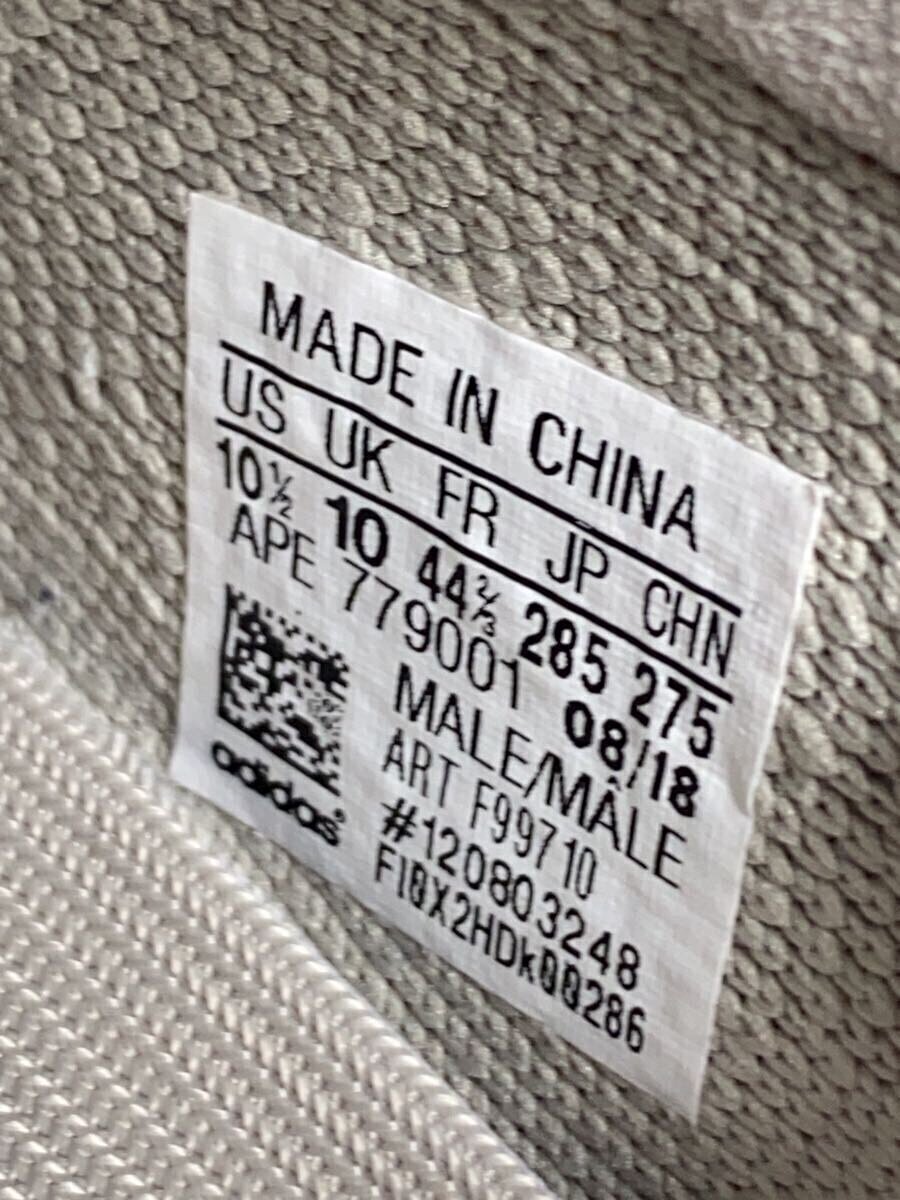 MADE IN CHINA
US UK FR JP CHN
10½ 10 44⅔ 285 275
APE 779001 08/18
MALE/MÂLE
ART F99710
#120803248
FI0X2HDk00286
adidas®